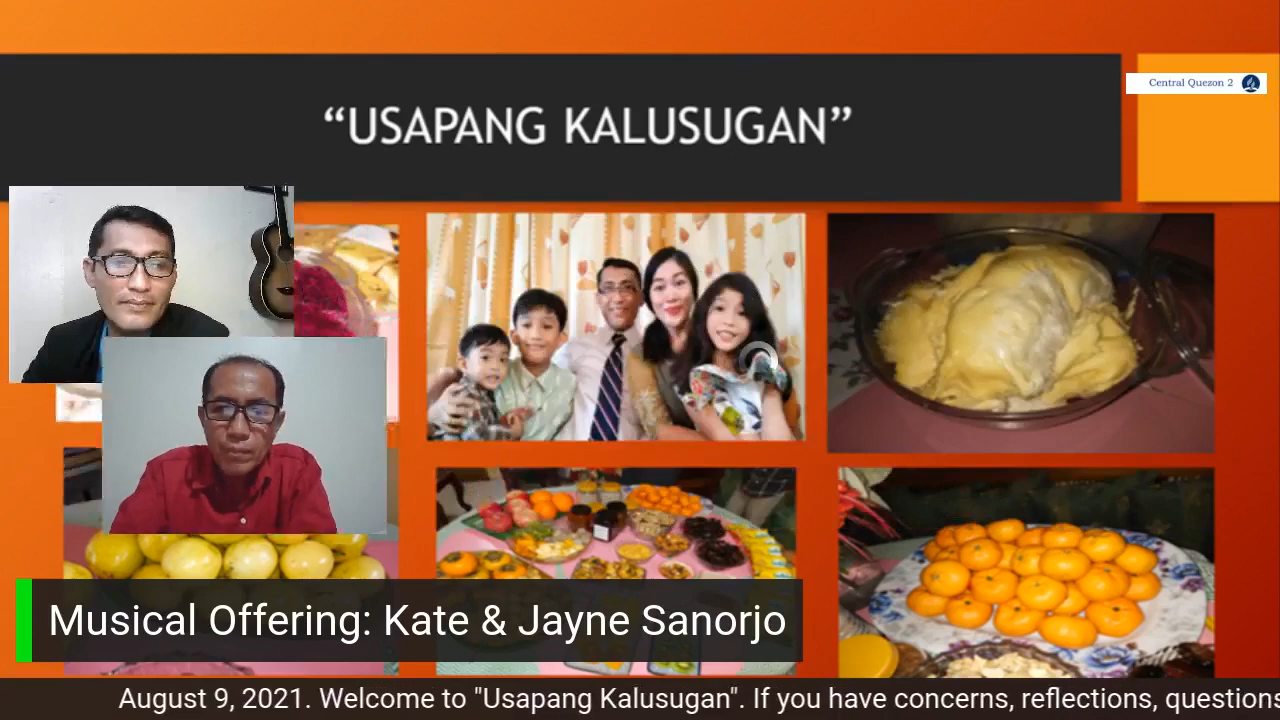 “USAPANG KALUSUGAN”
Central Quezon 2
Musical Offering: Kate & Jayne Sanorjo
August 9, 2021. Welcome to "Usapang Kalusugan". If you have concerns, reflections, questions